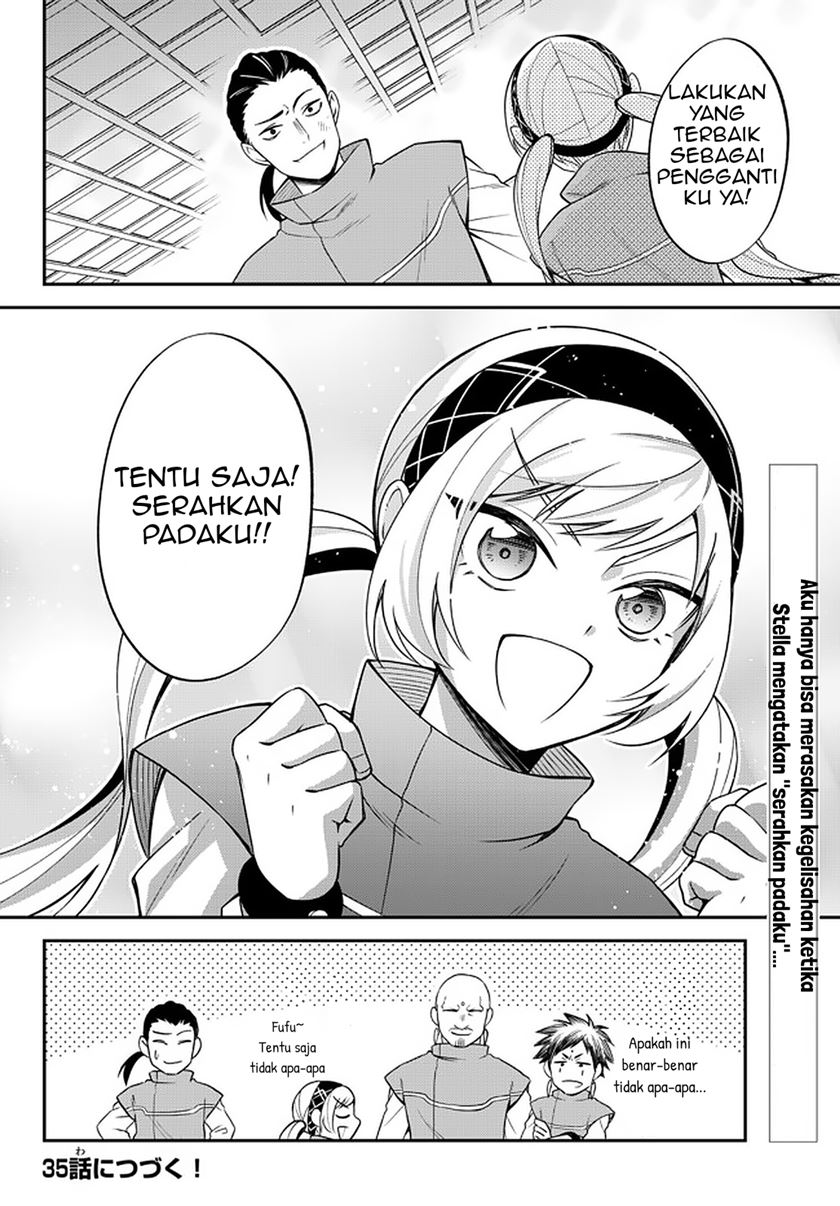 LAKUKAN
YANG
TERBAIK
SEBAGAI
PENGGANTI
KU YA!
TENTU SAJA!
SERAHKAN
PADAKU!!
Aku hanya bisa merasakan kegelisahan ketika
Stella mengatakan "serahkan padaku"....
Fufu~
Tentu saja
tidak apa-apa
Apakah ini
benar-benar
tidak apa-apa...
わ
35話につづく！